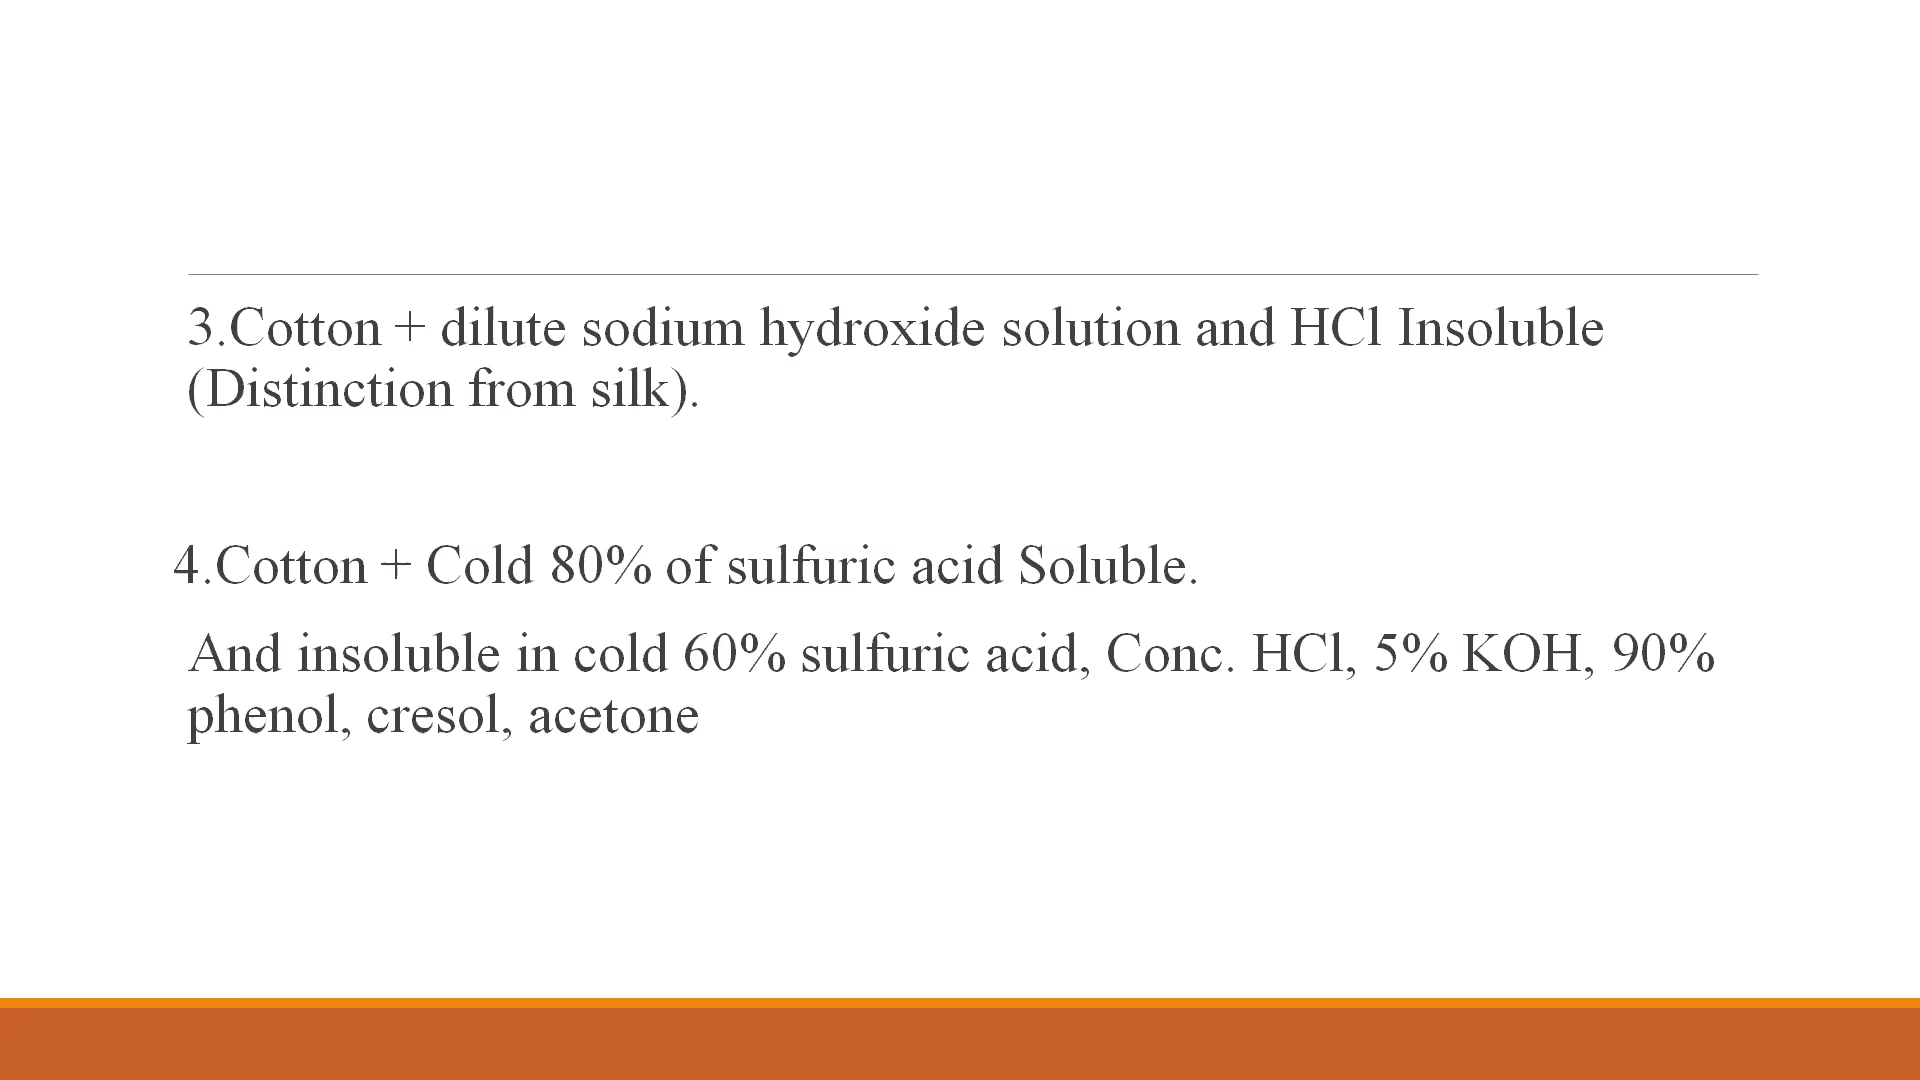 3.Cotton + dilute sodium hydroxide solution and HCl Insoluble
(Distinction from silk).
4.Cotton + Cold 80% of sulfuric acid Soluble.
And insoluble in cold 60% sulfuric acid, Conc. HCl, 5% KOH, 90%
phenol, cresol, acetone